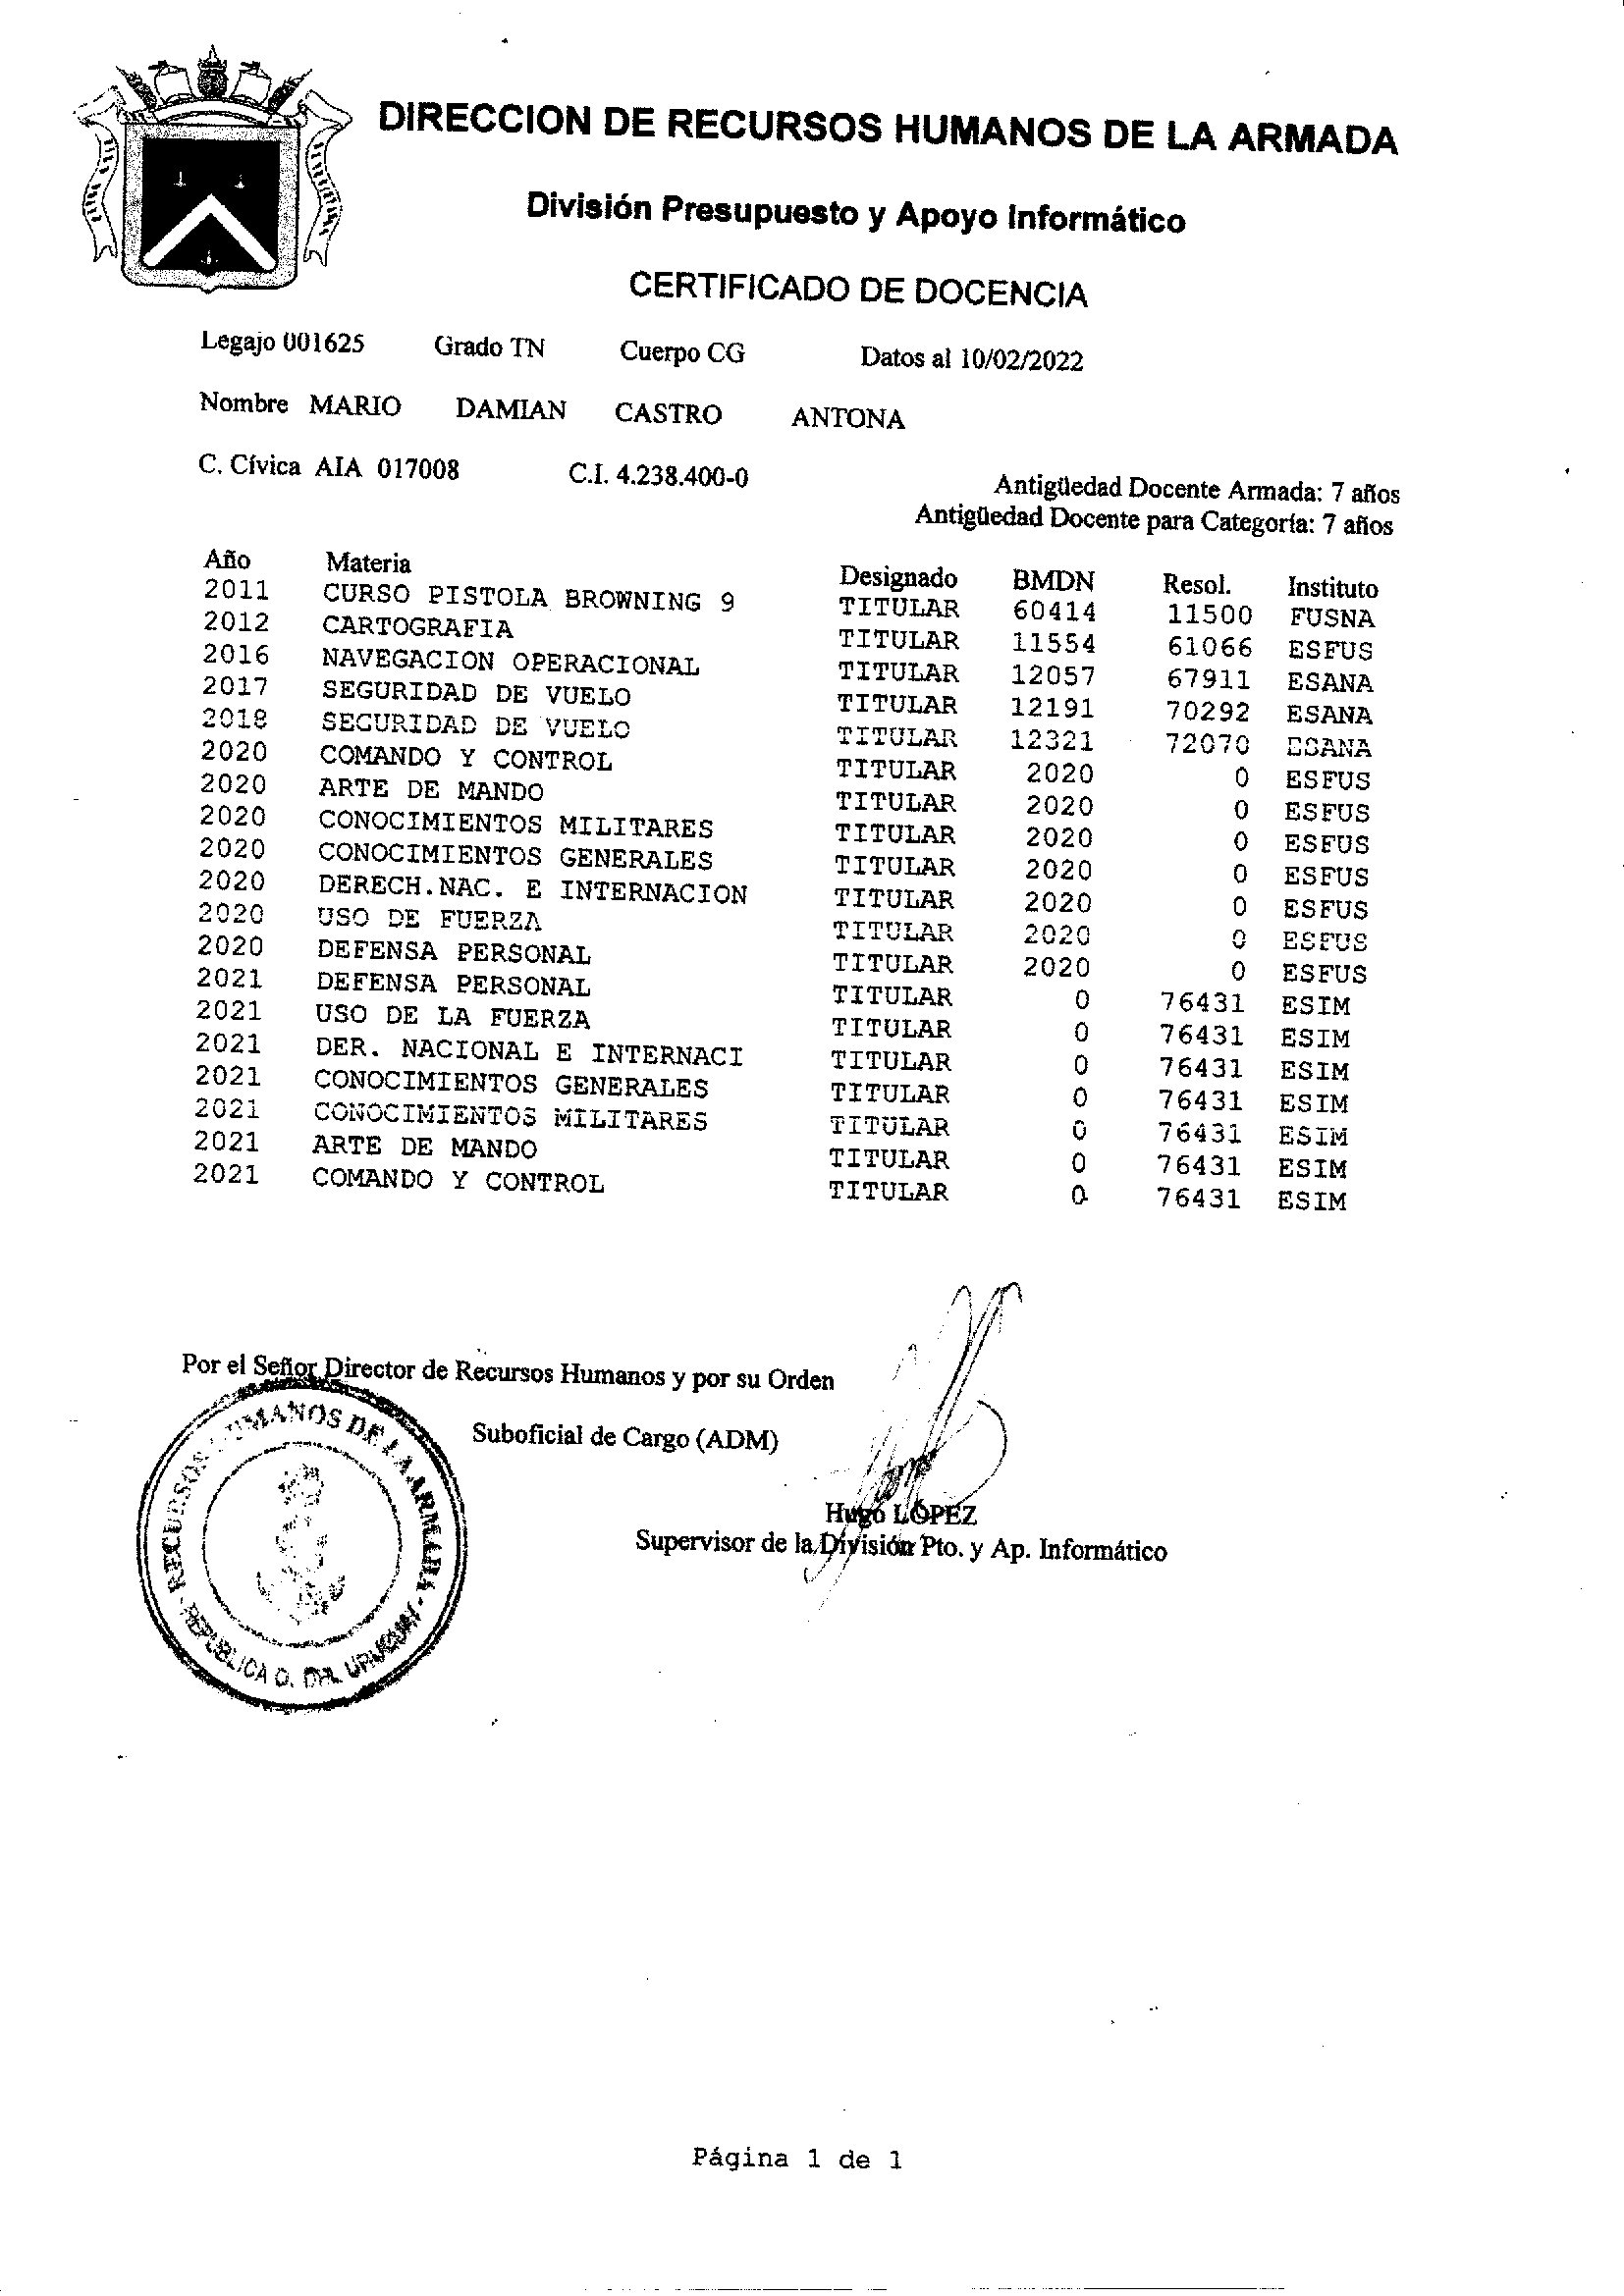 DIRECCION DE RECURSOS HUMANOS DE LA ARMADA
División Presupuesto y Apoyo Informático
CERTIFICADO DE DOCENCIA
Legajo 001625 Grado TN Cuerpo CG Datos al 10/02/2022
Nombre MARIO DAMIAN CASTRO ANTONA
C. Cívica AIA 017008 C.I. 4.238.400-0
Antigüedad Docente Armada: 7 años
Antigüedad Docente para Categoría: 7 años
Año Materia Designado BMDN Resol. Instituto
2011 CURSO PISTOLA BROWNING 9 TITULAR 60414 11500 FUSNA
2012 CARTOGRAFIA TITULAR 11554 61066 ESFUS
2016 NAVEGACION OPERACIONAL TITULAR 12057 67911 ESANA
2017 SEGURIDAD DE VUELO TITULAR 12191 70292 ESANA
2018 SEGURIDAD DE VUELO TITULAR 12321 72070 ESANA
2020 COMANDO Y CONTROL TITULAR 2020 0 ESFUS
2020 ARTE DE MANDO TITULAR 2020 0 ESFUS
2020 CONOCIMIENTOS MILITARES TITULAR 2020 0 ESFUS
2020 CONOCIMIENTOS GENERALES TITULAR 2020 0 ESFUS
2020 DERECH.NAC. E INTERNACION TITULAR 2020 0 ESFUS
2020 USO DE FUERZA TITULAR 2020 0 ESFUS
2020 DEFENSA PERSONAL TITULAR 2020 0 ESFUS
2021 DEFENSA PERSONAL TITULAR 0 76431 ESIM
2021 USO DE LA FUERZA TITULAR 0 76431 ESIM
2021 DER. NACIONAL E INTERNACI TITULAR 0 76431 ESIM
2021 CONOCIMIENTOS GENERALES TITULAR 0 76431 ESIM
2021 CONOCIMIENTOS MILITARES TITULAR 0 76431 ESIM
2021 ARTE DE MANDO TITULAR 0 76431 ESIM
2021 COMANDO Y CONTROL TITULAR 0 76431 ESIM
Por el Señor Director de Recursos Humanos y por su Orden
Suboficial de Cargo (ADM)
Hugo LÓPEZ
Supervisor de la División Pto. y Ap. Informático
RECURSOS HUMANOS DE LA ARMADA
REPUBLICA O. DEL URUGUAY
Página 1 de 1